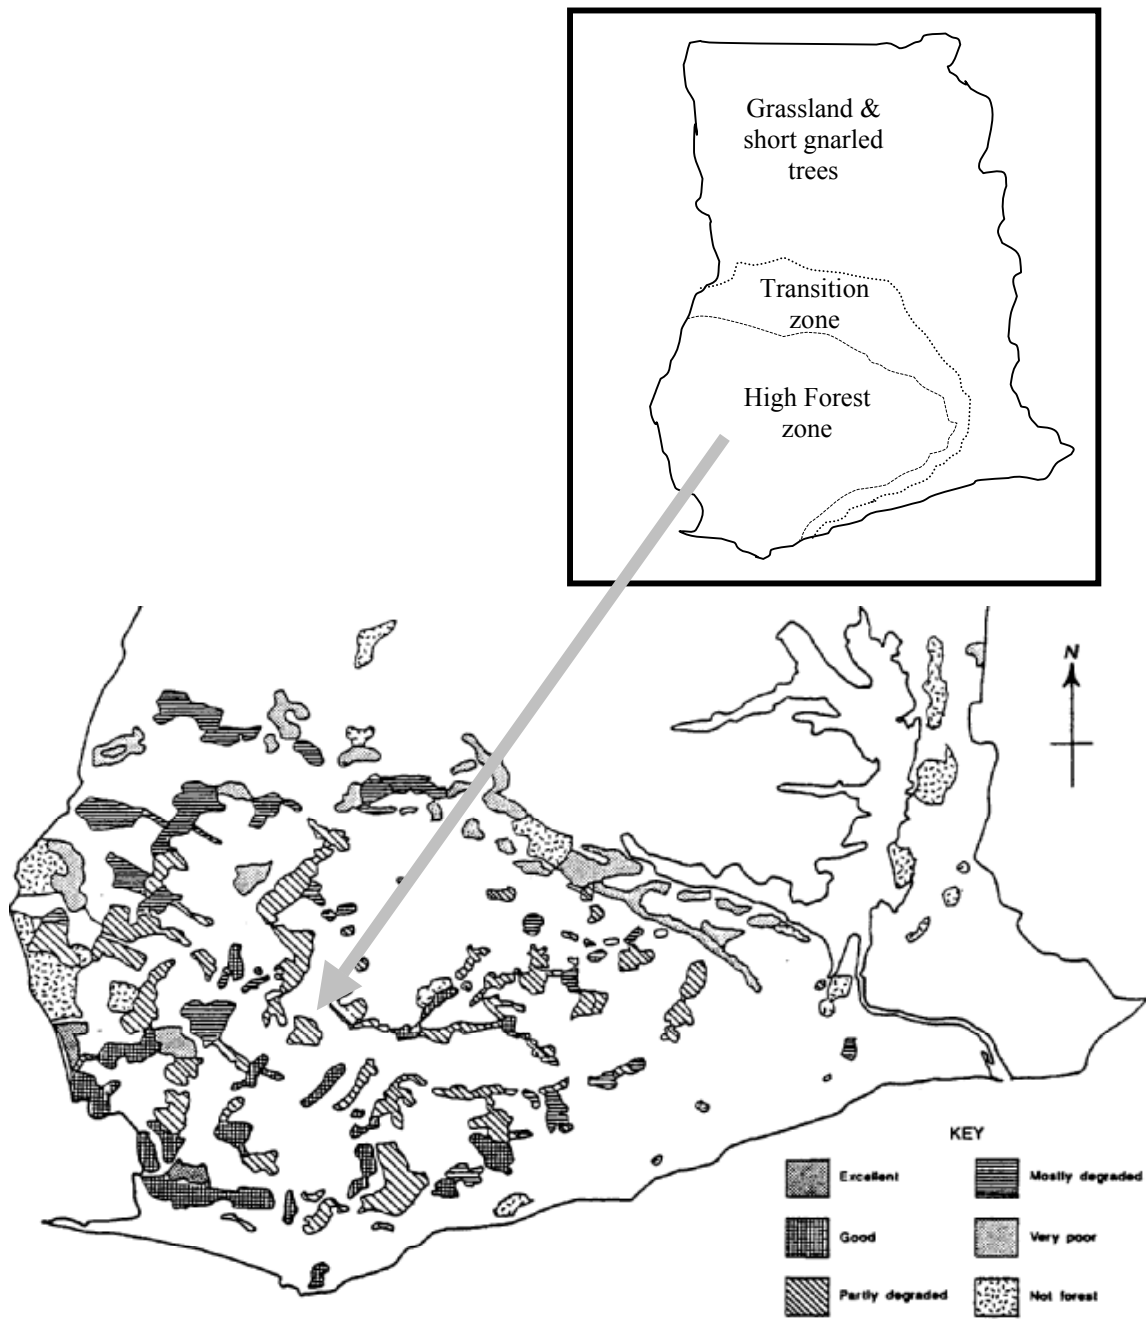 Grassland &
short gnarled
trees
Transition
zone
High Forest
zone
N
KEY
Excellent
Mostly degraded
Good
Very poor
Partly degraded
Not forest